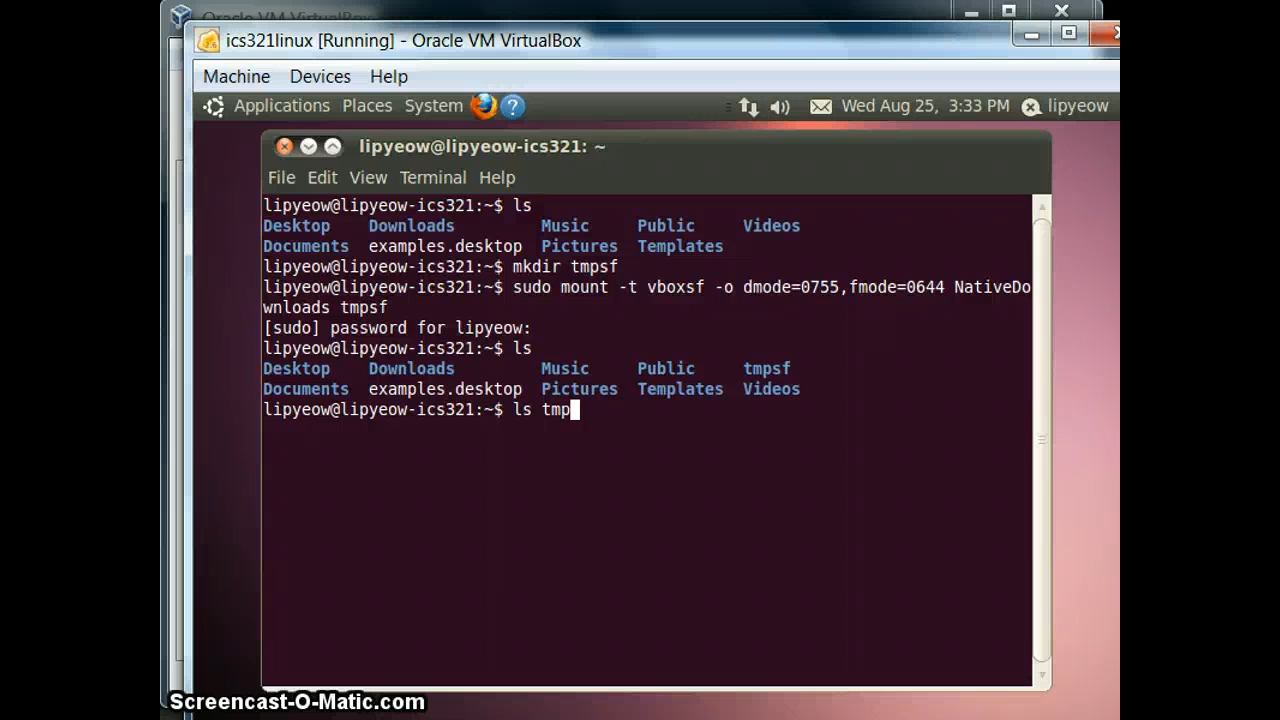 Oracle VM VirtualBox
ics321linux [Running] - Oracle VM VirtualBox
Machine Devices Help
Applications Places System ? Wed Aug 25, 3:33 PM lipyeow
lipyeow@lipyeow-ics321: ~
File Edit View Terminal Help
lipyeow@lipyeow-ics321:~$ ls
Desktop Downloads Music Public Videos
Documents examples.desktop Pictures Templates
lipyeow@lipyeow-ics321:~$ mkdir tmpsf
lipyeow@lipyeow-ics321:~$ sudo mount -t vboxsf -o dmode=0755,fmode=0644 NativeDo
wnloads tmpsf
[sudo] password for lipyeow:
lipyeow@lipyeow-ics321:~$ ls
Desktop Downloads Music Public tmpsf
Documents examples.desktop Pictures Templates Videos
lipyeow@lipyeow-ics321:~$ ls tmp
Screencast-O-Matic.com